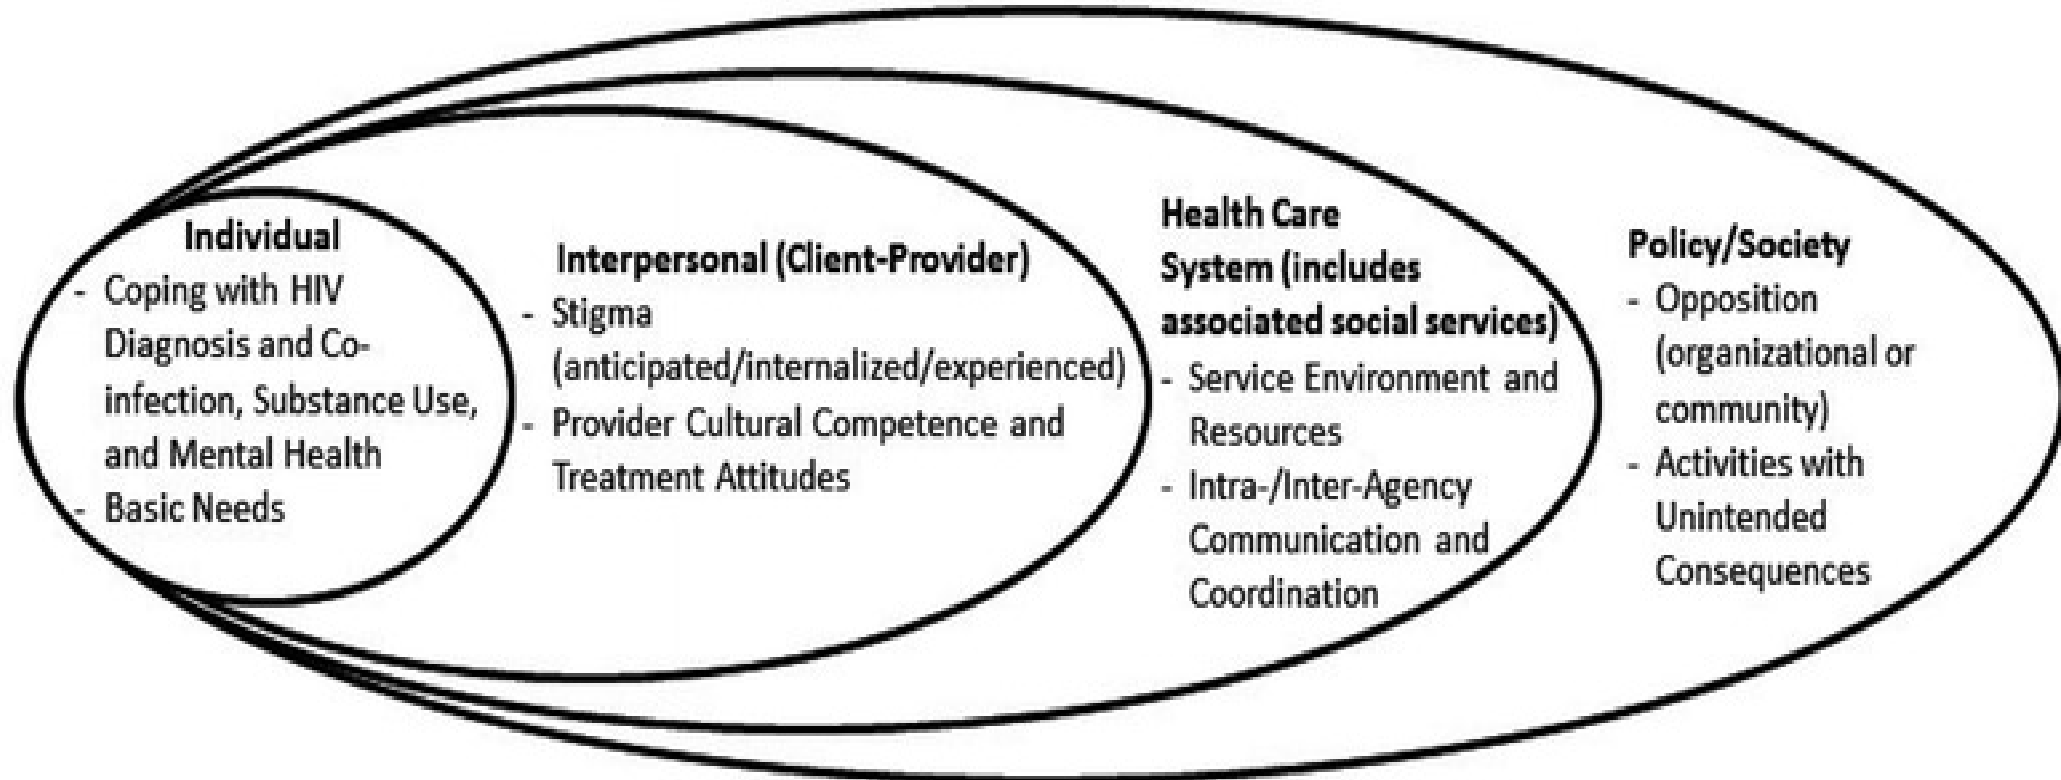 Individual
- Coping with HIV
Diagnosis and Co-
infection, Substance Use,
and Mental Health
- Basic Needs
Interpersonal (Client-Provider)
- Stigma
(anticipated/internalized/experienced)
- Provider Cultural Competence and
Treatment Attitudes
Health Care
System (includes
associated social services)
- Service Environment and
Resources
- Intra-/Inter-Agency
Communication and
Coordination
Policy/Society
- Opposition
(organizational or
community)
- Activities with
Unintended
Consequences